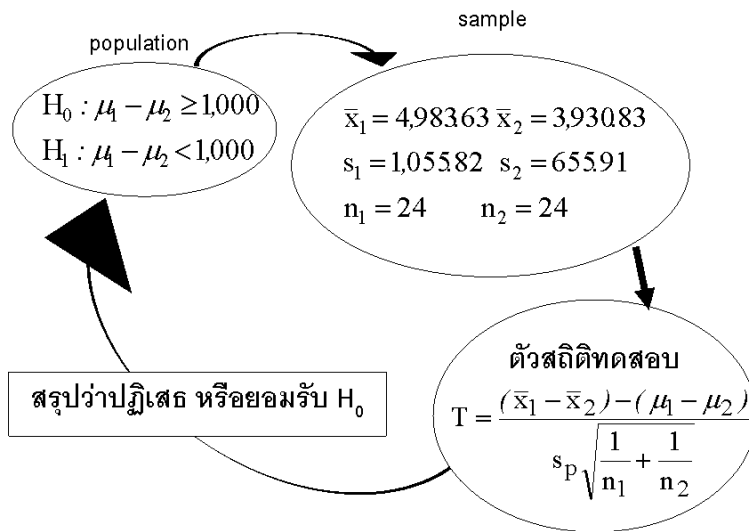 population
sample
H₀ : μ₁ − μ₂ ≥ 1,000
H₁ : μ₁ − μ₂ < 1,000
x̄₁ = 4,983.63 x̄₂ = 3,930.83
s₁ = 1,055.82 s₂ = 655.91
n₁ = 24 n₂ = 24
ตัวสถิติทดสอบ
T = ((x̄₁ − x̄₂) − (μ₁ − μ₂)) / (s_p √(1/n₁ + 1/n₂))
สรุปว่าปฏิเสธ หรือยอมรับ H₀